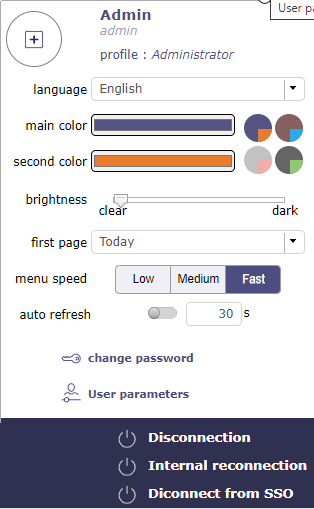 User pa
Admin
admin
profile : Administrator
language English
main color
second color
brightness
clear dark
first page Today
menu speed Low Medium Fast
auto refresh 30 s
change password
User parameters
Disconnection
Internal reconnection
Diconnect from SSO